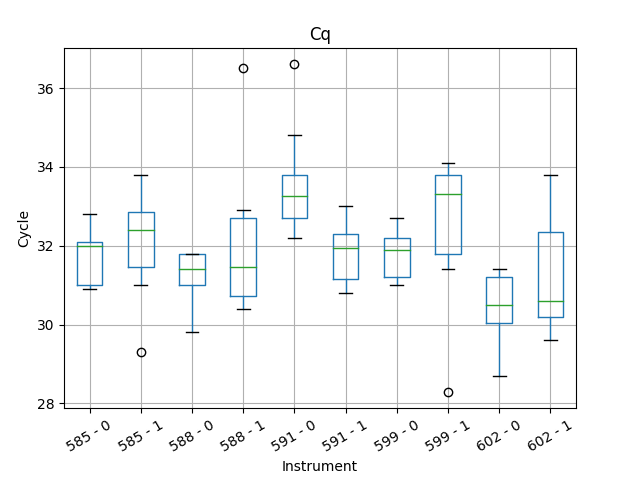 Cq
Cycle
36
34
32
30
28
585 - 0
585 - 1
588 - 0
588 - 1
591 - 0
591 - 1
599 - 0
599 - 1
602 - 0
602 - 1
Instrument